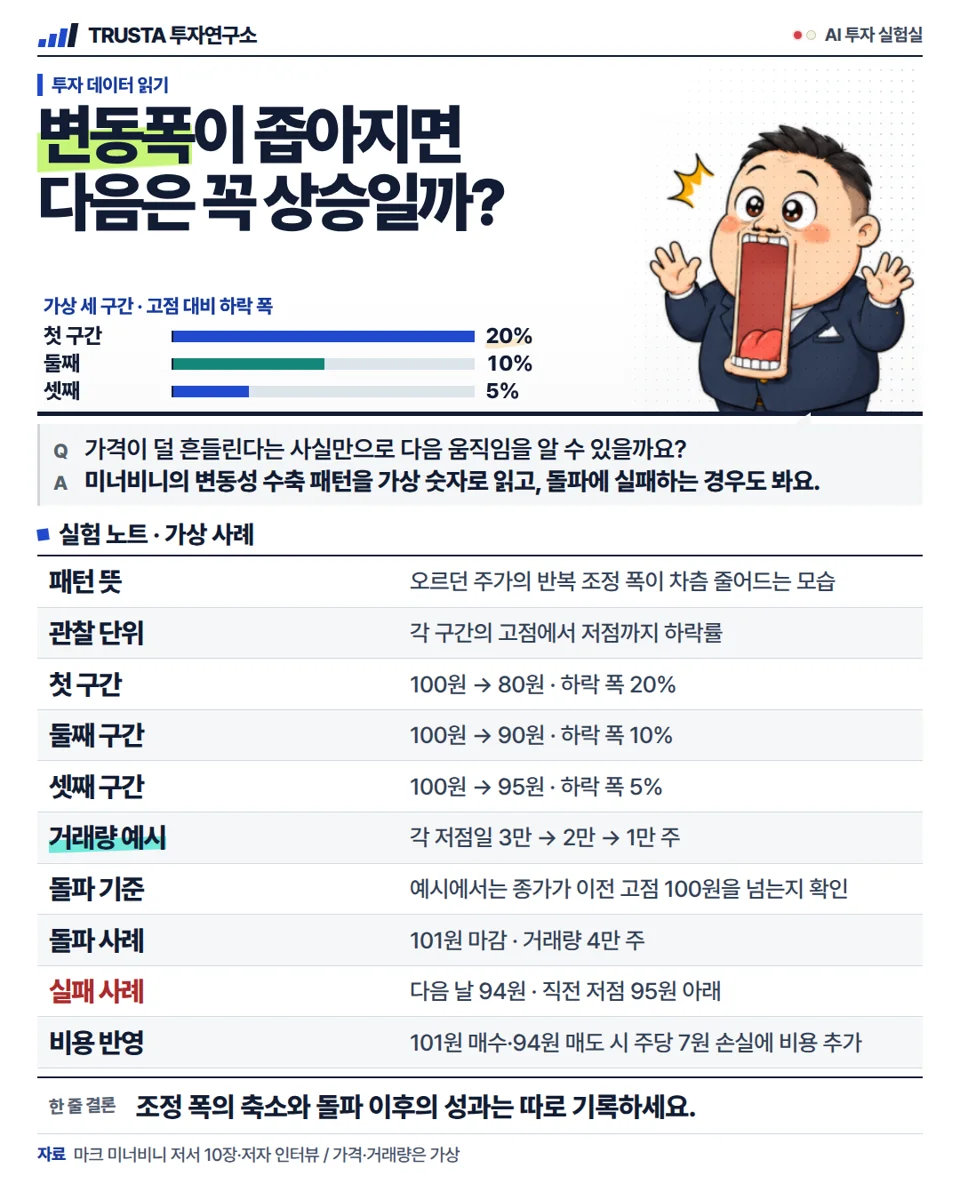 TRUSTA 투자연구소
AI 투자 실험실
투자 데이터 읽기
변동폭이 좁아지면
다음은 꼭 상승일까?
가상 세 구간 · 고점 대비 하락 폭
첫 구간 20%
둘째 10%
셋째 5%
Q 가격이 덜 흔들린다는 사실만으로 다음 움직임을 알 수 있을까요?
A 미너비니의 변동성 수축 패턴을 가상 숫자로 읽고, 돌파에 실패하는 경우도 봐요.
실험 노트 · 가상 사례
패턴 뜻 오르던 주가의 반복 조정 폭이 차츰 줄어드는 모습
관찰 단위 각 구간의 고점에서 저점까지 하락률
첫 구간 100원 → 80원 · 하락 폭 20%
둘째 구간 100원 → 90원 · 하락 폭 10%
셋째 구간 100원 → 95원 · 하락 폭 5%
거래량 예시 각 저점일 3만 → 2만 → 1만 주
돌파 기준 예시에서는 종가가 이전 고점 100원을 넘는지 확인
돌파 사례 101원 마감 · 거래량 4만 주
실패 사례 다음 날 94원 · 직전 저점 95원 아래
비용 반영 101원 매수·94원 매도 시 주당 7원 손실에 비용 추가
한 줄 결론 조정 폭의 축소와 돌파 이후의 성과는 따로 기록하세요.
자료 마크 미너비니 저서 10장·저자 인터뷰 / 가격·거래량은 가상